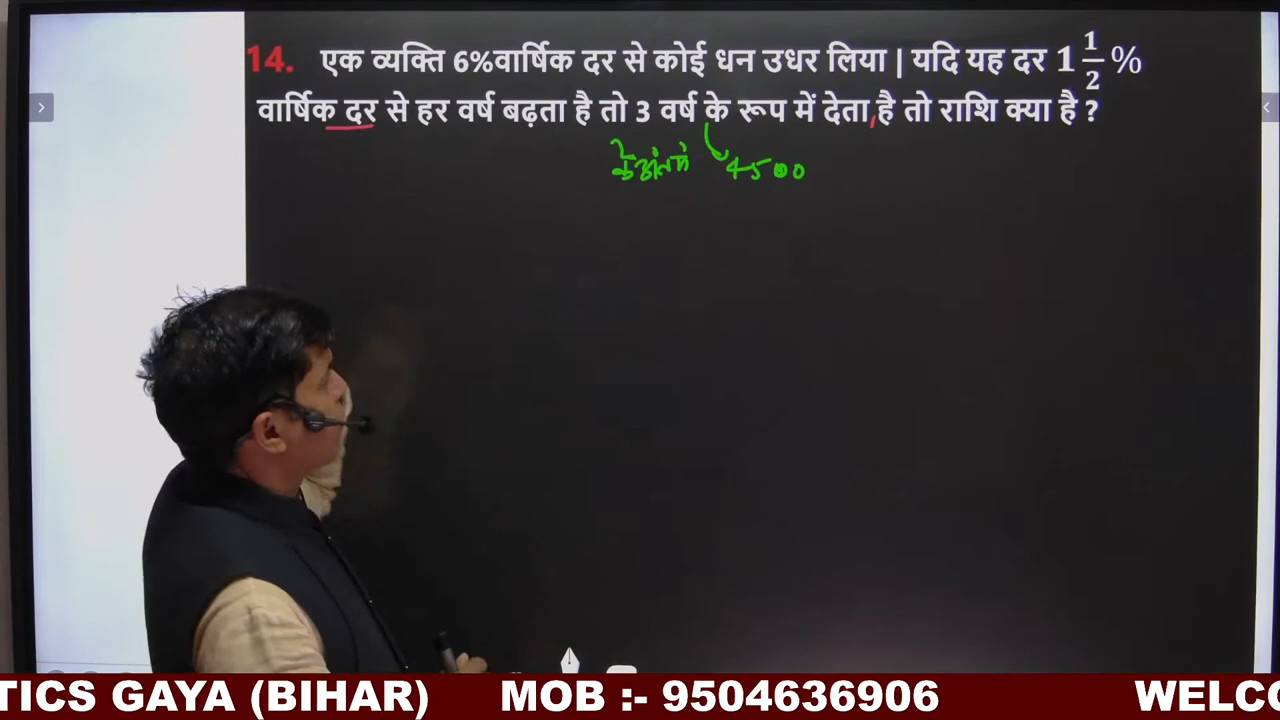 14. एक व्यक्ति 6%वार्षिक दर से कोई धन उधर लिया | यदि यह दर 1 1/2 %
वार्षिक दर से हर वर्ष बढ़ता है तो 3 वर्ष के रूप में देता है तो राशि क्या है ?
के अंत में 4500
TICS GAYA (BIHAR) MOB :- 9504636906 WELCO